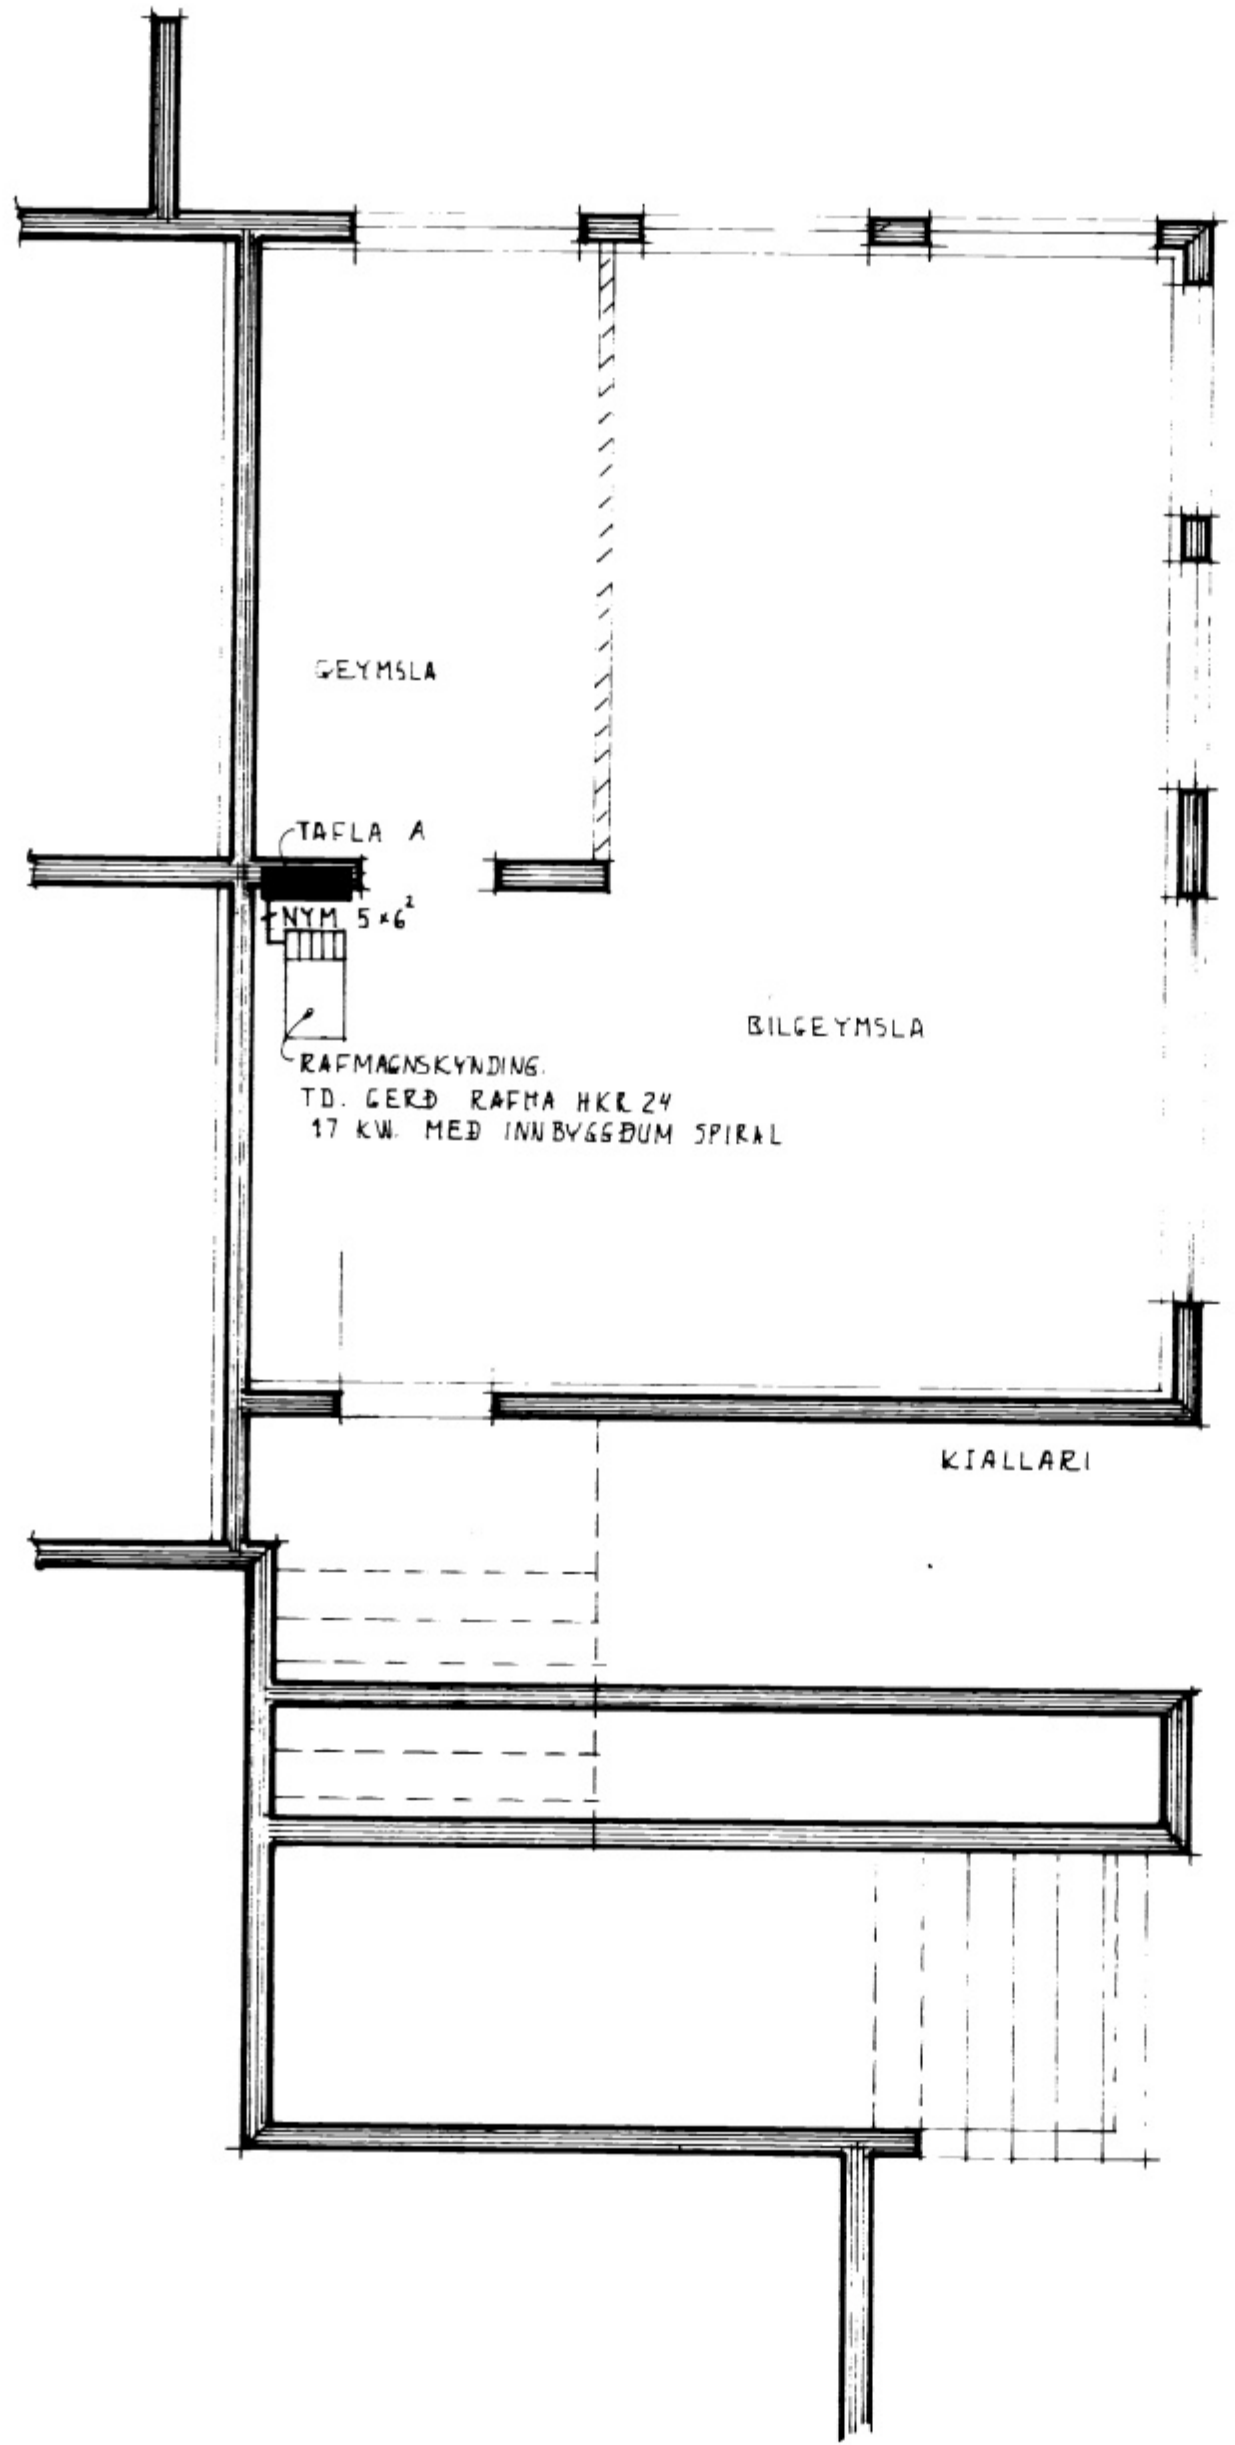 GEYMSLA
TAFLA A
NYM 5×6²
BILGEYMSLA
RAFMAGNSKYNDING.
TD. GERÐ RAFHA HKR 24
17 KW. MEÐ INNBYGGÐUM SPIRAL
KJALLARI